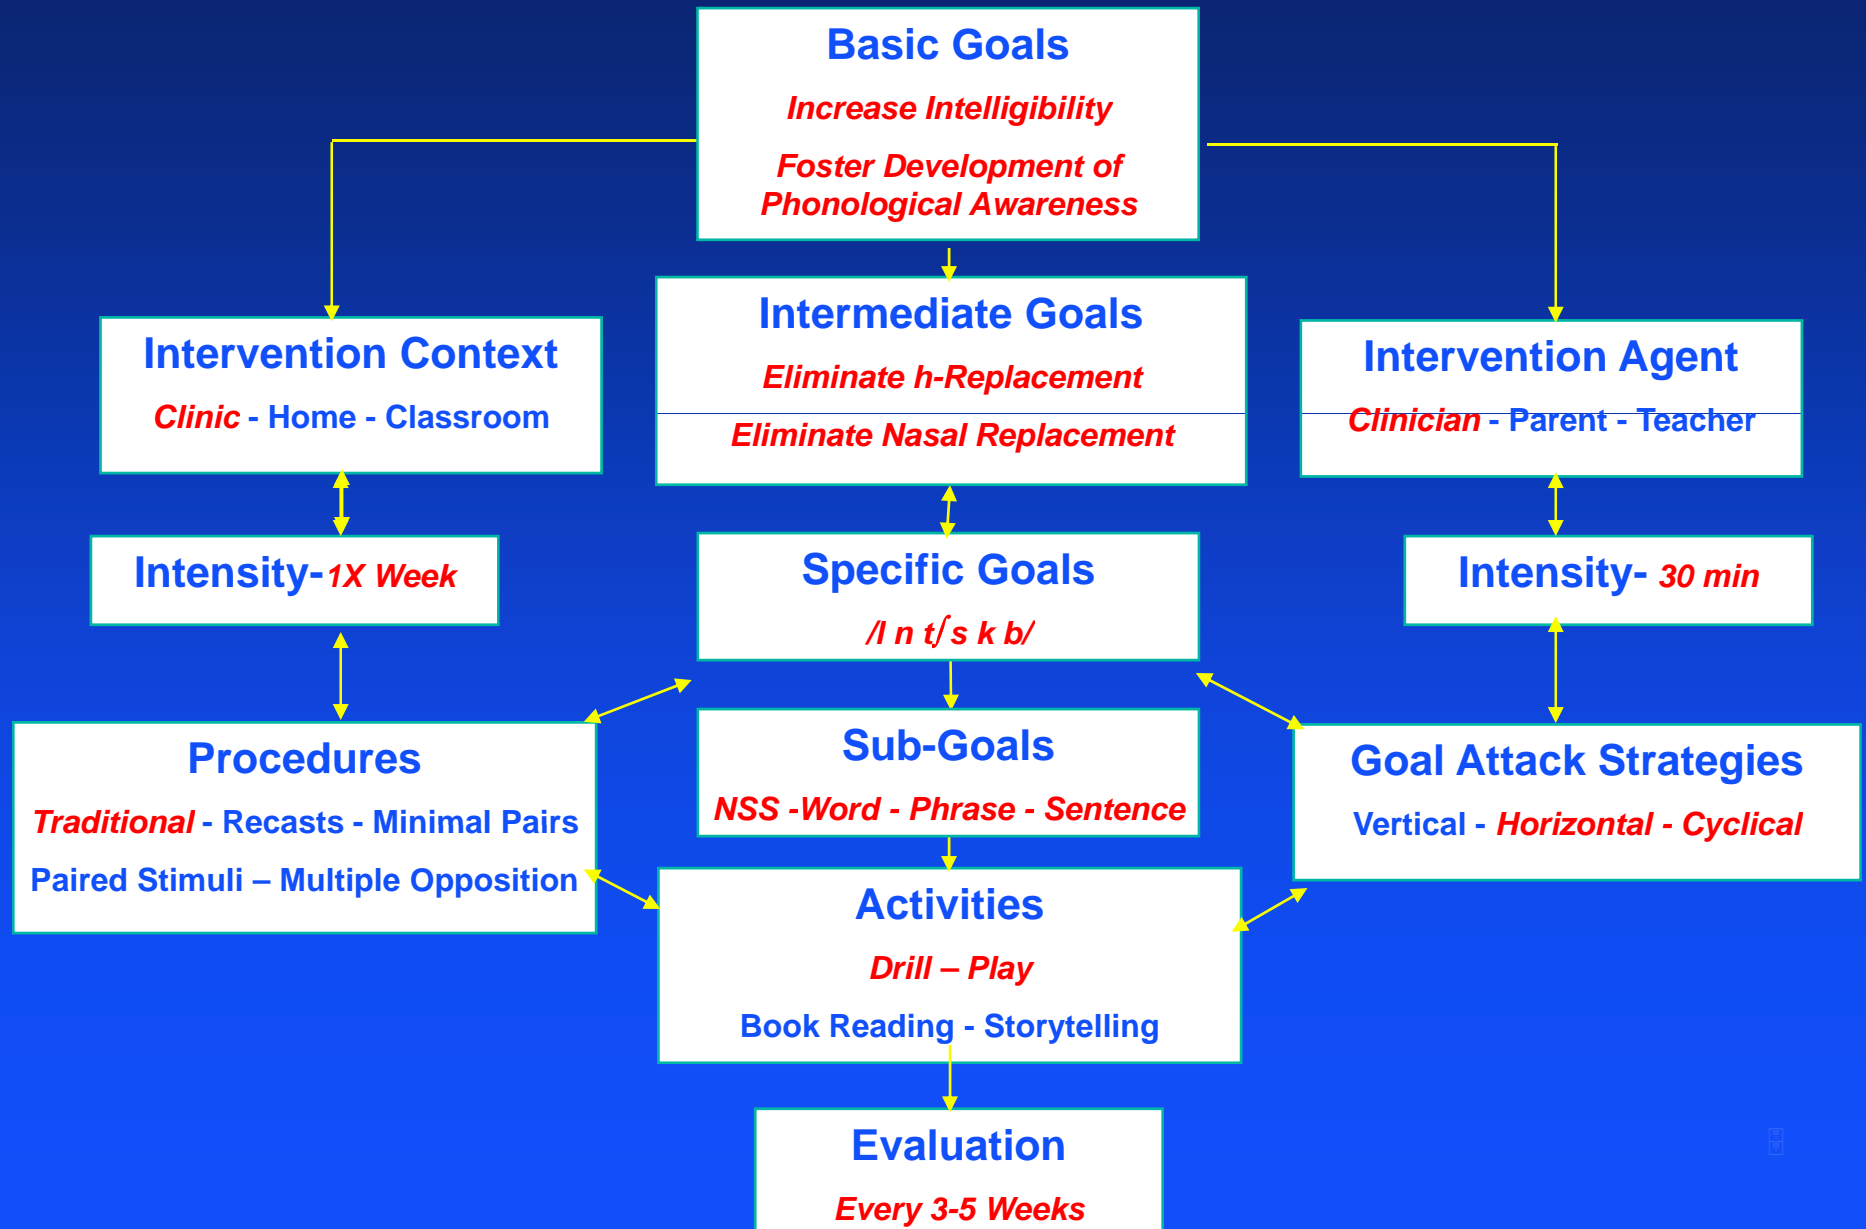 Basic Goals
Increase Intelligibility
Foster Development of
Phonological Awareness
Intervention Context
Clinic - Home - Classroom
Intermediate Goals
Eliminate h-Replacement
Eliminate Nasal Replacement
Intervention Agent
Clinician - Parent - Teacher
Intensity-1X Week
Specific Goals
/l n t∫ s k b/
Intensity- 30 min
Procedures
Traditional - Recasts - Minimal Pairs
Paired Stimuli – Multiple Opposition
Sub-Goals
NSS -Word - Phrase - Sentence
Goal Attack Strategies
Vertical - Horizontal - Cyclical
Activities
Drill – Play
Book Reading - Storytelling
Evaluation
Every 3-5 Weeks